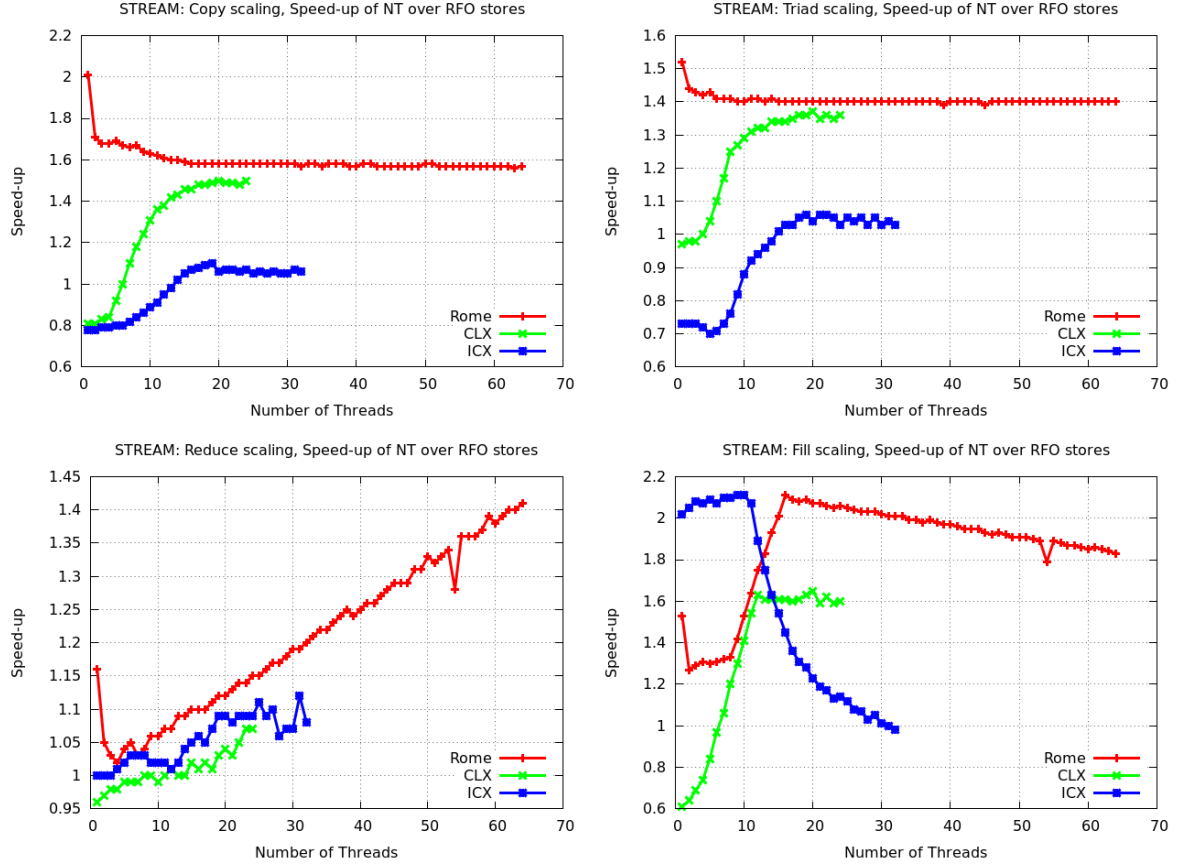 STREAM: Copy scaling, Speed-up of NT over RFO stores
2.2
2
1.8
1.6
1.4
1.2
1
0.8
0.6
Speed-up
Rome
CLX
ICX
0 10 20 30 40 50 60 70
Number of Threads
STREAM: Triad scaling, Speed-up of NT over RFO stores
1.6
1.5
1.4
1.3
1.2
1.1
1
0.9
0.8
0.7
0.6
Speed-up
Rome
CLX
ICX
0 10 20 30 40 50 60 70
Number of Threads
STREAM: Reduce scaling, Speed-up of NT over RFO stores
1.45
1.4
1.35
1.3
1.25
1.2
1.15
1.1
1.05
1
0.95
Speed-up
Rome
CLX
ICX
0 10 20 30 40 50 60 70
Number of Threads
STREAM: Fill scaling, Speed-up of NT over RFO stores
2.2
2
1.8
1.6
1.4
1.2
1
0.8
0.6
Speed-up
Rome
CLX
ICX
0 10 20 30 40 50 60 70
Number of Threads